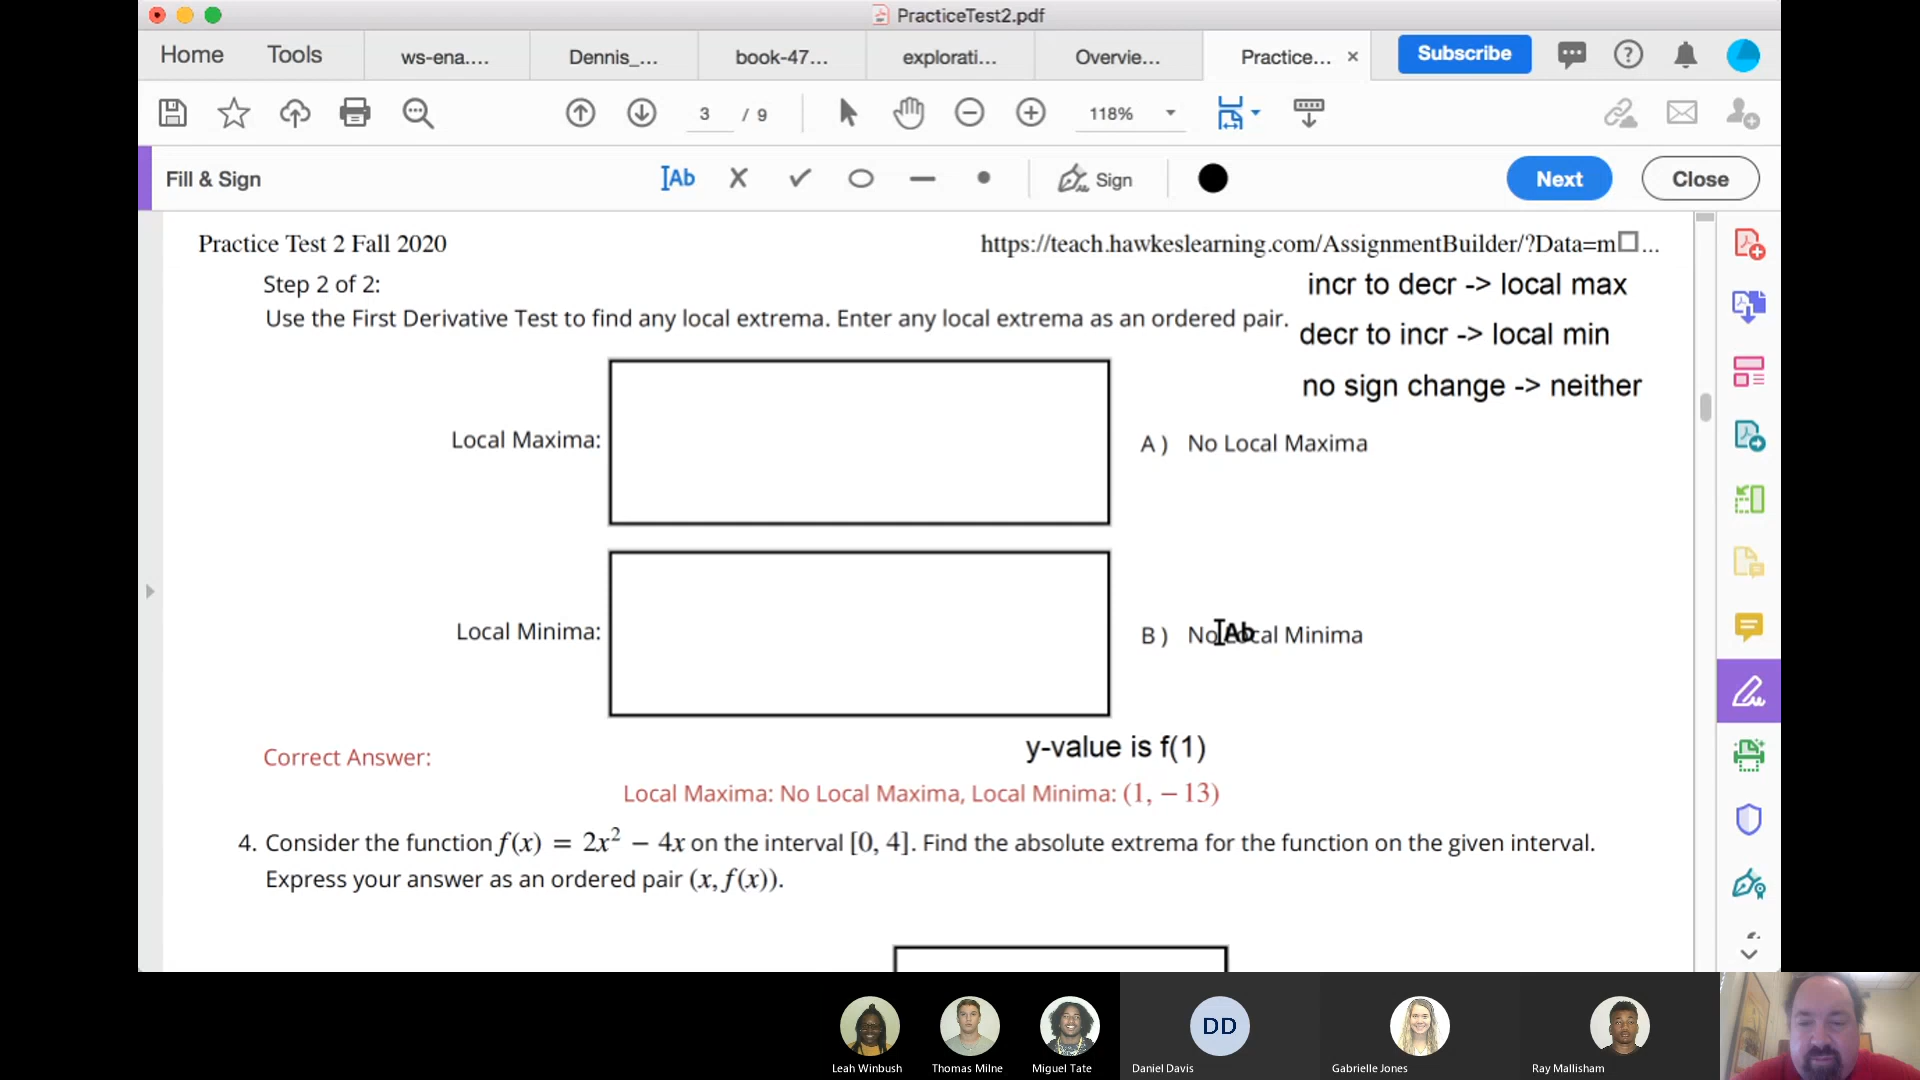 PracticeTest2.pdf
Home Tools ws-ena.... Dennis_... book-47... explorati... Overvie... Practice... × Subscribe
3 / 9 118%
Fill & Sign Ab Sign Next Close
Practice Test 2 Fall 2020 https://teach.hawkeslearning.com/AssignmentBuilder/?Data=m□...
Step 2 of 2: incr to decr -> local max
Use the First Derivative Test to find any local extrema. Enter any local extrema as an ordered pair.
decr to incr -> local min
no sign change -> neither
Local Maxima: A ) No Local Maxima
Local Minima: B ) No Local Minima
Ab
y-value is f(1)
Correct Answer:
Local Maxima: No Local Maxima, Local Minima: (1, − 13)
4. Consider the function f(x) = 2x² − 4x on the interval [0, 4]. Find the absolute extrema for the function on the given interval.
Express your answer as an ordered pair (x, f(x)).
DD
Leah Winbush Thomas Milne Miguel Tate Daniel Davis Gabrielle Jones Ray Mallisham